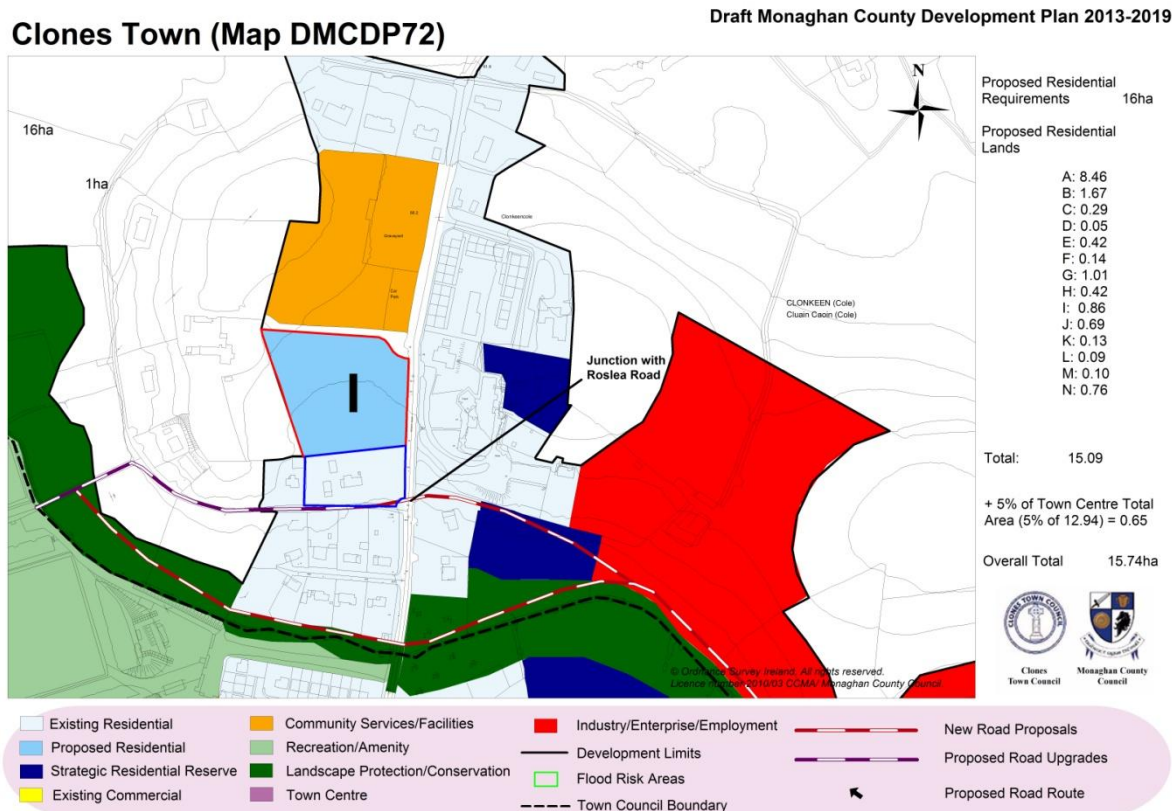 Draft Monaghan County Development Plan 2013-2019
Clones Town (Map DMCDP72)
N
Proposed Residential
Requirements 16ha
Proposed Residential
Lands
A: 8.46
B: 1.67
C: 0.29
D: 0.05
E: 0.42
F: 0.14
G: 1.01
H: 0.42
I: 0.86
J: 0.69
K: 0.13
L: 0.09
M: 0.10
N: 0.76
Total: 15.09
+ 5% of Town Centre Total
Area (5% of 12.94) = 0.65
Overall Total 15.74ha
16ha
1ha
Graveyard
Car
Park
Clonkeencole
CLONKEEN (Cole)
Cluain Caoin (Cole)
I
Junction with
Roslea Road
© Ordnance Survey Ireland. All rights reserved.
Licence number 2010/03 CCMA/ Monaghan County Council
CLONES TOWN COUNCIL
Clones
Town Council
Monaghan County
Council
Existing Residential
Proposed Residential
Strategic Residential Reserve
Existing Commercial
Community Services/Facilities
Recreation/Amenity
Landscape Protection/Conservation
Town Centre
Industry/Enterprise/Employment
Development Limits
Flood Risk Areas
Town Council Boundary
New Road Proposals
Proposed Road Upgrades
Proposed Road Route